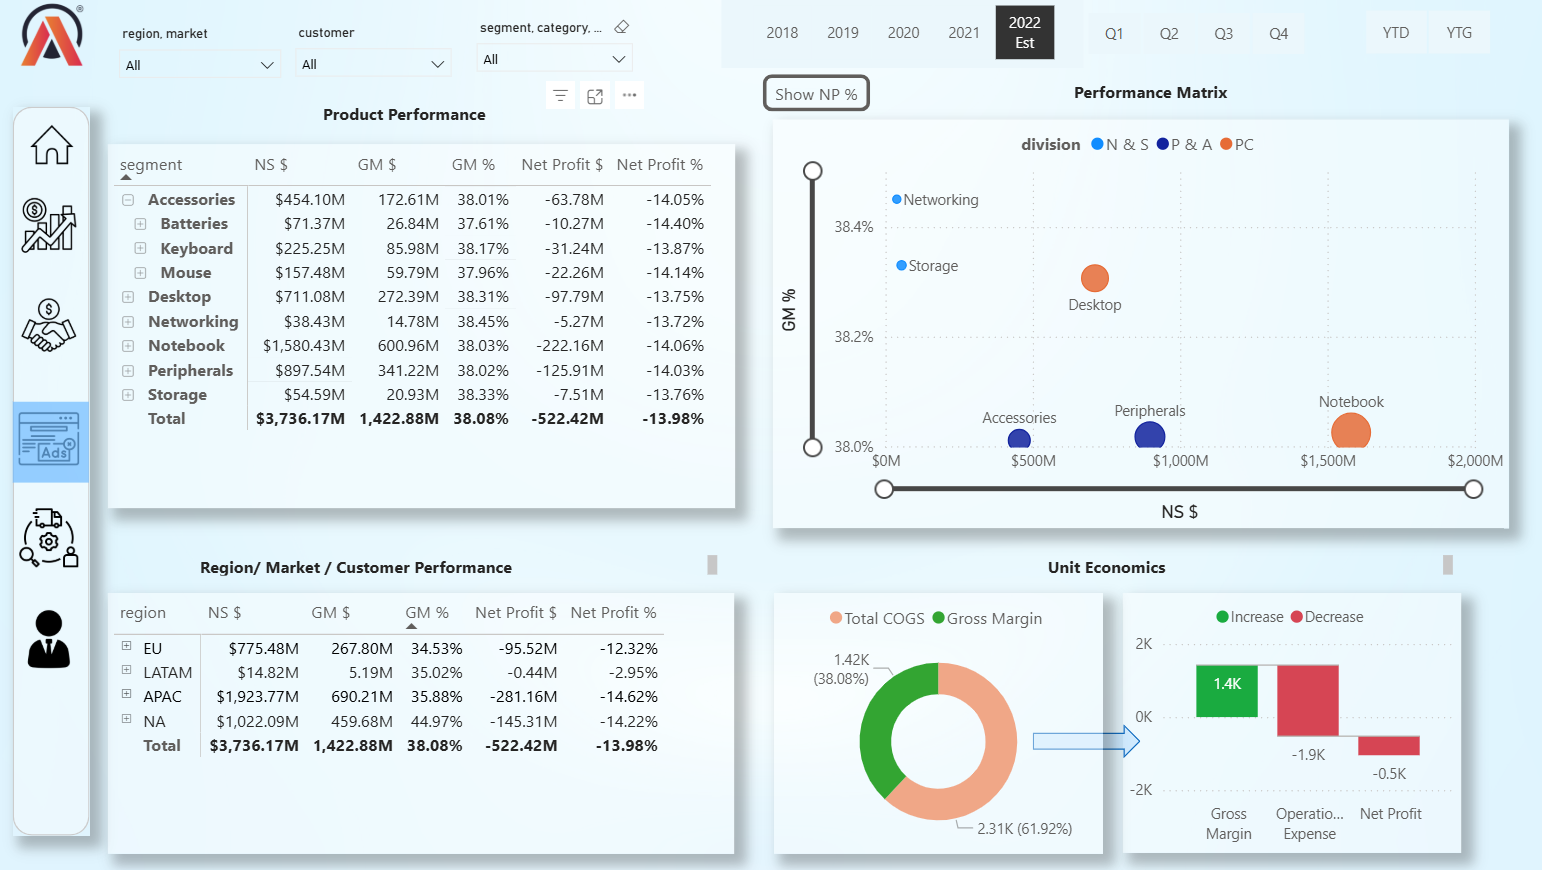 region, market
customer
segment, category, ...
All
All
All
2018
2019
2020
2021
2022
Est
Q1
Q2
Q3
Q4
YTD
YTG
Product Performance
segment NS $ GM $ GM % Net Profit $ Net Profit %
Accessories $454.10M 172.61M 38.01% -63.78M -14.05%
Batteries $71.37M 26.84M 37.61% -10.27M -14.40%
Keyboard $225.25M 85.98M 38.17% -31.24M -13.87%
Mouse $157.48M 59.79M 37.96% -22.26M -14.14%
Desktop $711.08M 272.39M 38.31% -97.79M -13.75%
Networking $38.43M 14.78M 38.45% -5.27M -13.72%
Notebook $1,580.43M 600.96M 38.03% -222.16M -14.06%
Peripherals $897.54M 341.22M 38.02% -125.91M -14.03%
Storage $54.59M 20.93M 38.33% -7.51M -13.76%
Total $3,736.17M 1,422.88M 38.08% -522.42M -13.98%
Show NP %
Performance Matrix
division N & S P & A PC
Networking
38.4%
Storage
Desktop
GM %
38.2%
Notebook
Peripherals
Accessories
38.0%
$0M $500M $1,000M $1,500M $2,000M
NS $
Ads
Region/ Market / Customer Performance
region NS $ GM $ GM % Net Profit $ Net Profit %
EU $775.48M 267.80M 34.53% -95.52M -12.32%
LATAM $14.82M 5.19M 35.02% -0.44M -2.95%
APAC $1,923.77M 690.21M 35.88% -281.16M -14.62%
NA $1,022.09M 459.68M 44.97% -145.31M -14.22%
Total $3,736.17M 1,422.88M 38.08% -522.42M -13.98%
Unit Economics
Total COGS Gross Margin
1.42K
(38.08%)
2.31K (61.92%)
Increase Decrease
2K
1.4K
0K
-1.9K
-0.5K
-2K
Gross
Margin
Operatio...
Expense
Net Profit